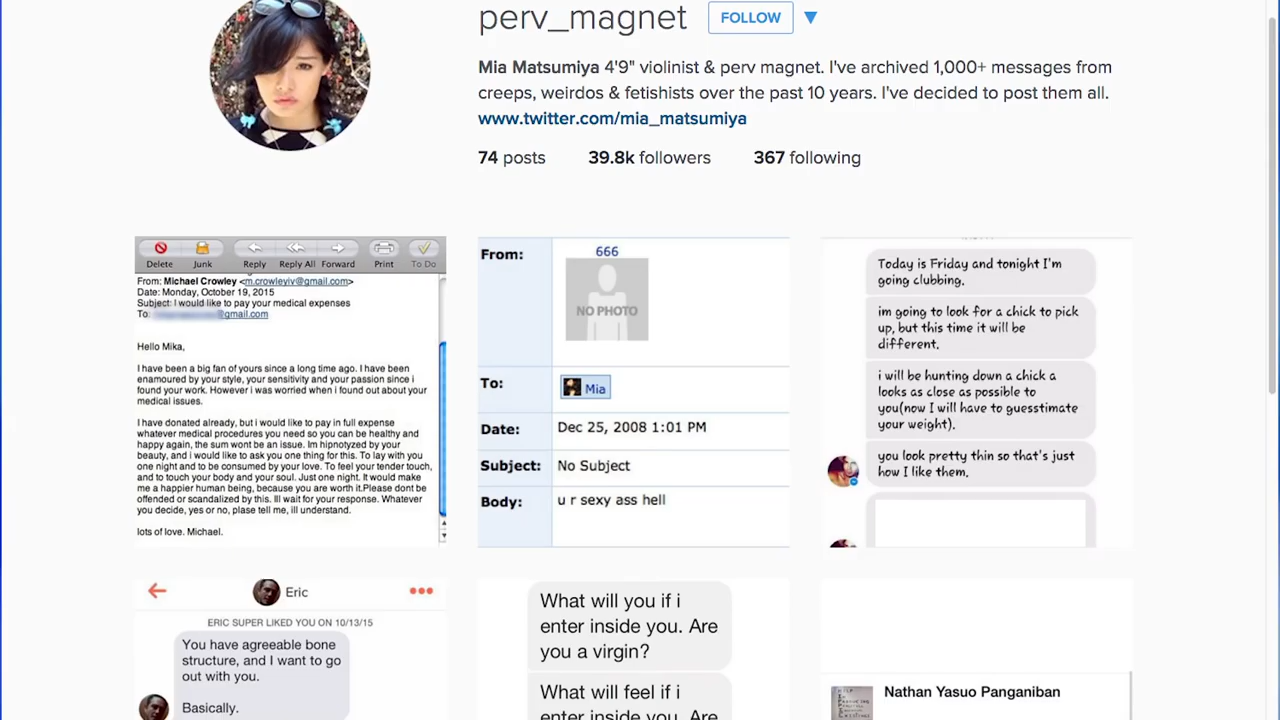 perv_magnet FOLLOW
Mia Matsumiya 4'9" violinist & perv magnet. I've archived 1,000+ messages from
creeps, weirdos & fetishists over the past 10 years. I've decided to post them all.
www.twitter.com/mia_matsumiya
74 posts 39.8k followers 367 following
Delete Junk Reply Reply All Forward Print To Do
From: Michael Crowley <m.crowleyiv@gmail.com>
Date: Monday, October 19, 2015
Subject: I would like to pay your medical expenses
To: @gmail.com
Hello Mika,
I have been a big fan of yours since a long time ago. I have been
enamoured by your style, your sensitivity and your passion since i
found your work. However i was worried when i found out about your
medical issues.
I have donated already, but i would like to pay in full expense
whatever medical procedures you need so you can be healthy and
happy again, the sum wont be an issue. Im hipnotyzed by your
beauty, and i would like to ask you one thing for this. To lay with you
one night and to be consumed by your love. To feel your tender touch,
and to touch your body and your soul. Just one night. It would make
me a happier human being, because you are worth it.Please dont be
offended or scandalized by this. Ill wait for your response. Whatever
you decide, yes or no, plase tell me, ill understand.
lots of love. Michael.
From: 666
NO PHOTO
To: Mia
Date: Dec 25, 2008 1:01 PM
Subject: No Subject
Body: u r sexy ass hell
Today is Friday and tonight I'm
going clubbing.
im going to look for a chick to pick
up, but this time it will be
different.
i will be hunting down a chick a
looks as close as possible to
you(now I will have to guesstimate
your weight).
you look pretty thin so that's just
how I like them.
Eric
ERIC SUPER LIKED YOU ON 10/13/15
You have agreeable bone
structure, and I want to go
out with you.
Basically.
What will you if i
enter inside you. Are
you a virgin?
What will feel if i
enter inside you. Are
Nathan Yasuo Panganiban